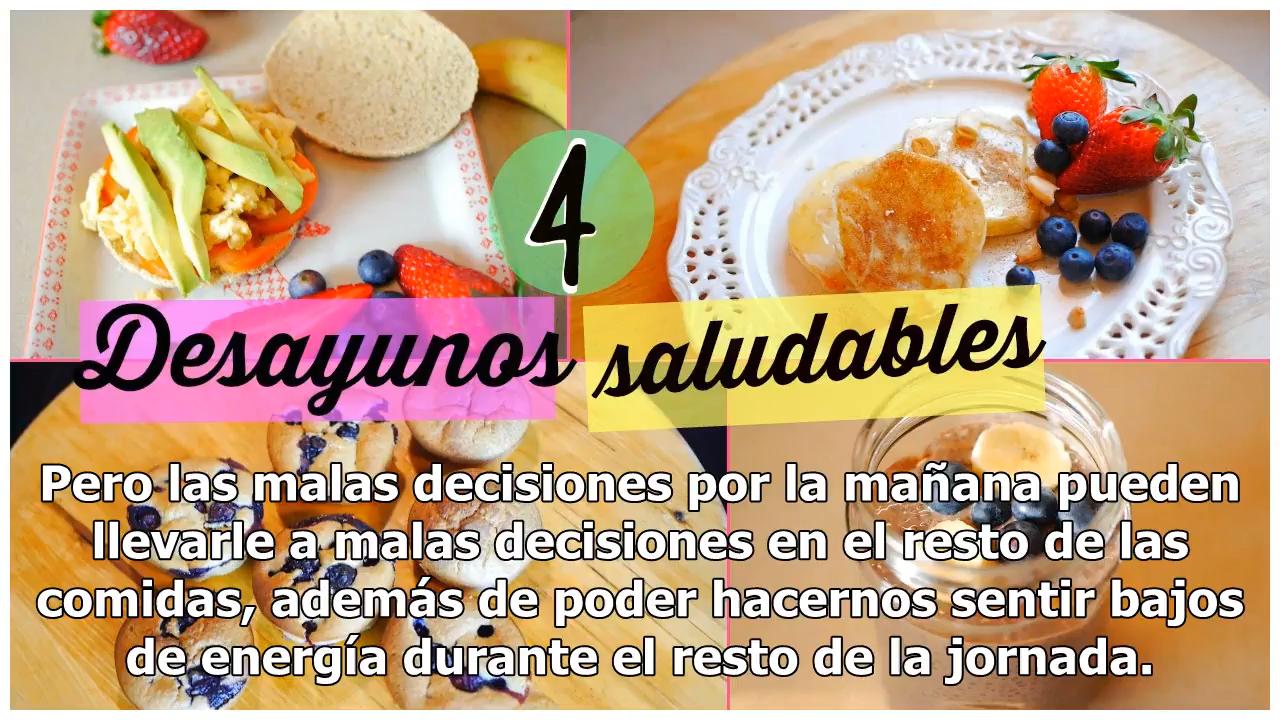 4
Desayunos saludables
Pero las malas decisiones por la mañana pueden
llevarle a malas decisiones en el resto de las
comidas, además de poder hacernos sentir bajos
de energía durante el resto de la jornada.